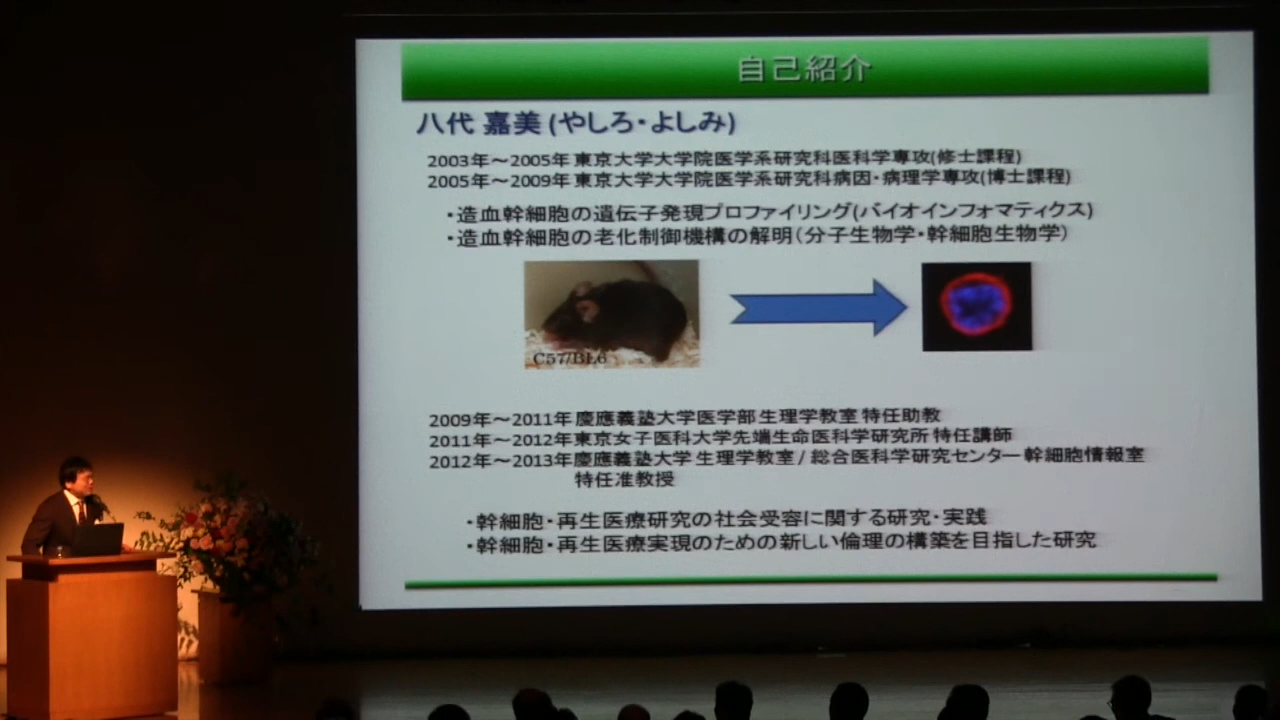 自己紹介
八代 嘉美 (やしろ・よしみ)
2003年～2005年 東京大学大学院医学系研究科医科学専攻(修士課程)
2005年～2009年 東京大学大学院医学系研究科病因・病理学専攻(博士課程)
・造血幹細胞の遺伝子発現プロファイリング(バイオインフォマティクス)
・造血幹細胞の老化制御機構の解明（分子生物学・幹細胞生物学）
C57/BL6
2009年～2011年 慶應義塾大学医学部 生理学教室 特任助教
2011年～2012年 東京女子医科大学先端生命医科学研究所 特任講師
2012年～2013年 慶應義塾大学 生理学教室 / 総合医科学研究センター 幹細胞情報室
特任准教授
・幹細胞・再生医療研究の社会受容に関する研究・実践
・幹細胞・再生医療実現のための新しい倫理の構築を目指した研究